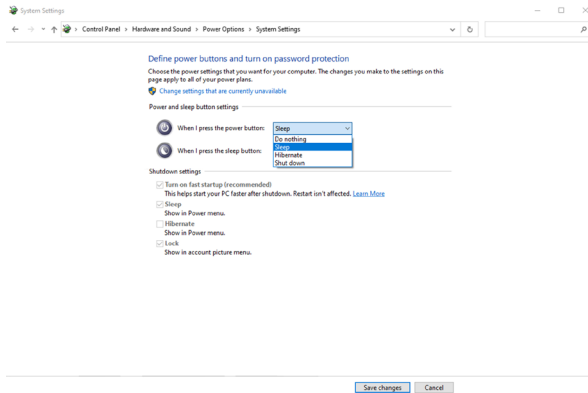 System Settings
Control Panel › Hardware and Sound › Power Options › System Settings
Define power buttons and turn on password protection
Choose the power settings that you want for your computer. The changes you make to the settings on this
page apply to all of your power plans.
Change settings that are currently unavailable
Power and sleep button settings
When I press the power button: Sleep
Do nothing
Sleep
When I press the sleep button:
Hibernate
Shut down
Shutdown settings
Turn on fast startup (recommended)
This helps start your PC faster after shutdown. Restart isn't affected. Learn More
Sleep
Show in Power menu.
Hibernate
Show in Power menu.
Lock
Show in account picture menu.
Save changes Cancel